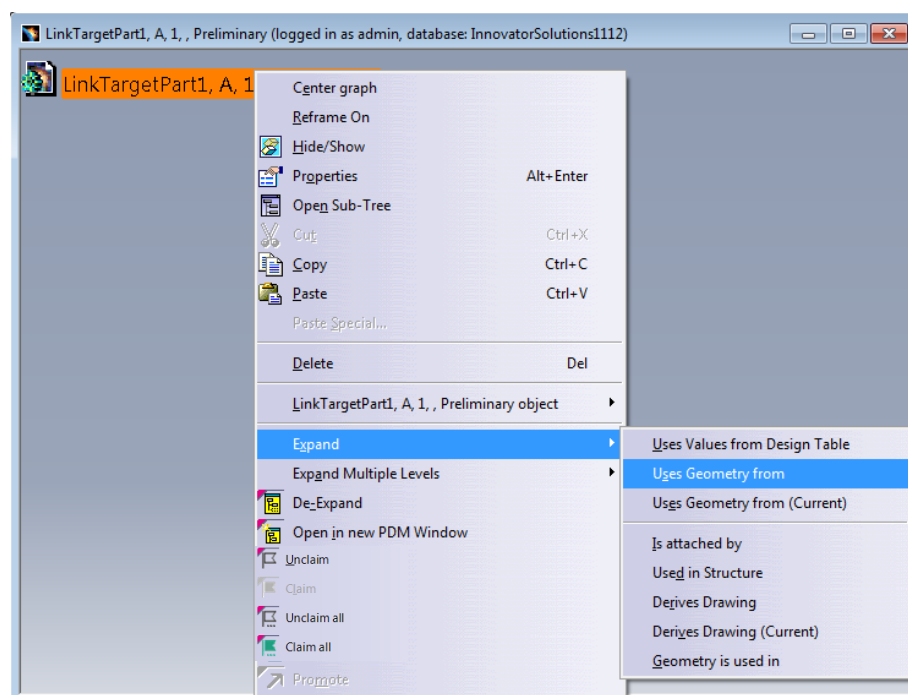 LinkTargetPart1, A, 1, , Preliminary (logged in as admin, database: InnovatorSolutions1112)
LinkTargetPart1, A, 1
Center graph
Reframe On
Hide/Show
Properties Alt+Enter
Open Sub-Tree
Cut Ctrl+X
Copy Ctrl+C
Paste Ctrl+V
Paste Special...
Delete Del
LinkTargetPart1, A, 1, , Preliminary object
Expand
Expand Multiple Levels
De-Expand
Open in new PDM Window
Unclaim
Claim
Unclaim all
Claim all
Promote
Uses Values from Design Table
Uses Geometry from
Uses Geometry from (Current)
Is attached by
Used in Structure
Derives Drawing
Derives Drawing (Current)
Geometry is used in